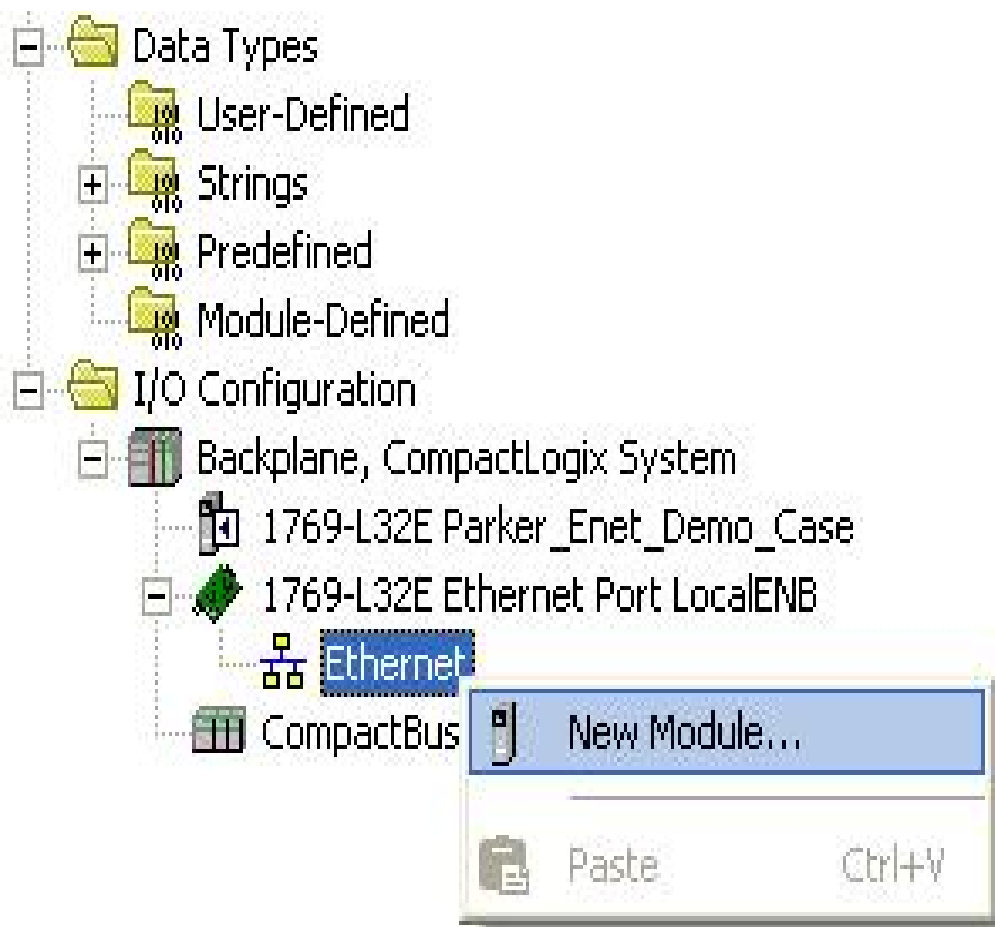 Data Types
User-Defined
Strings
Predefined
Module-Defined
I/O Configuration
Backplane, CompactLogix System
1769-L32E Parker_Enet_Demo_Case
1769-L32E Ethernet Port LocalENB
Ethernet
CompactBus
New Module...
Paste Ctrl+V